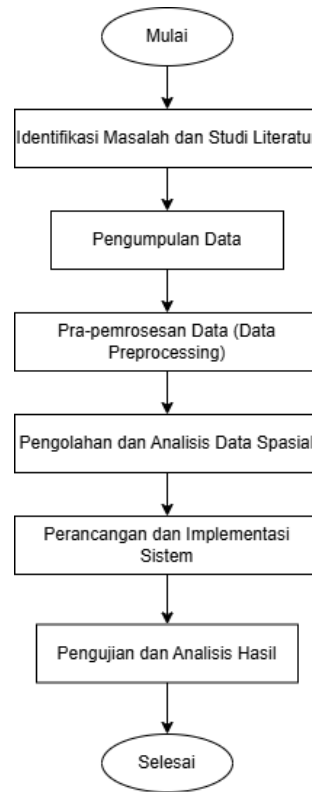 Mulai
Identifikasi Masalah dan Studi Literatur
Pengumpulan Data
Pra-pemrosesan Data (Data
Preprocessing)
Pengolahan dan Analisis Data Spasial
Perancangan dan Implementasi
Sistem
Pengujian dan Analisis Hasil
Selesai